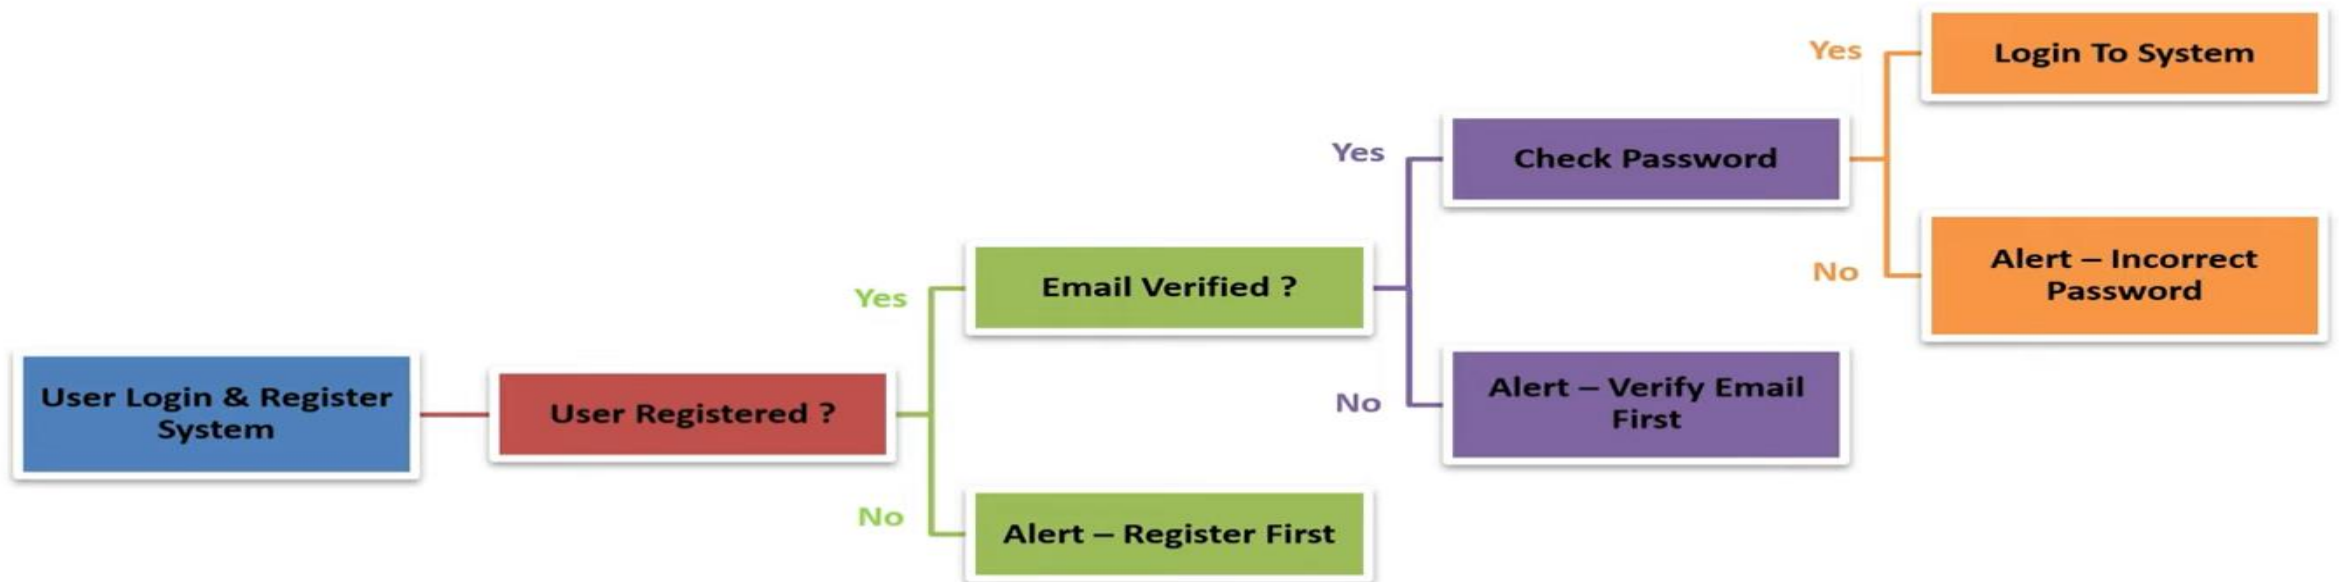 User Login & Register
System
User Registered ?
Yes
No
Email Verified ?
Alert – Register First
Yes
No
Check Password
Alert – Verify Email
First
Yes
No
Login To System
Alert – Incorrect
Password